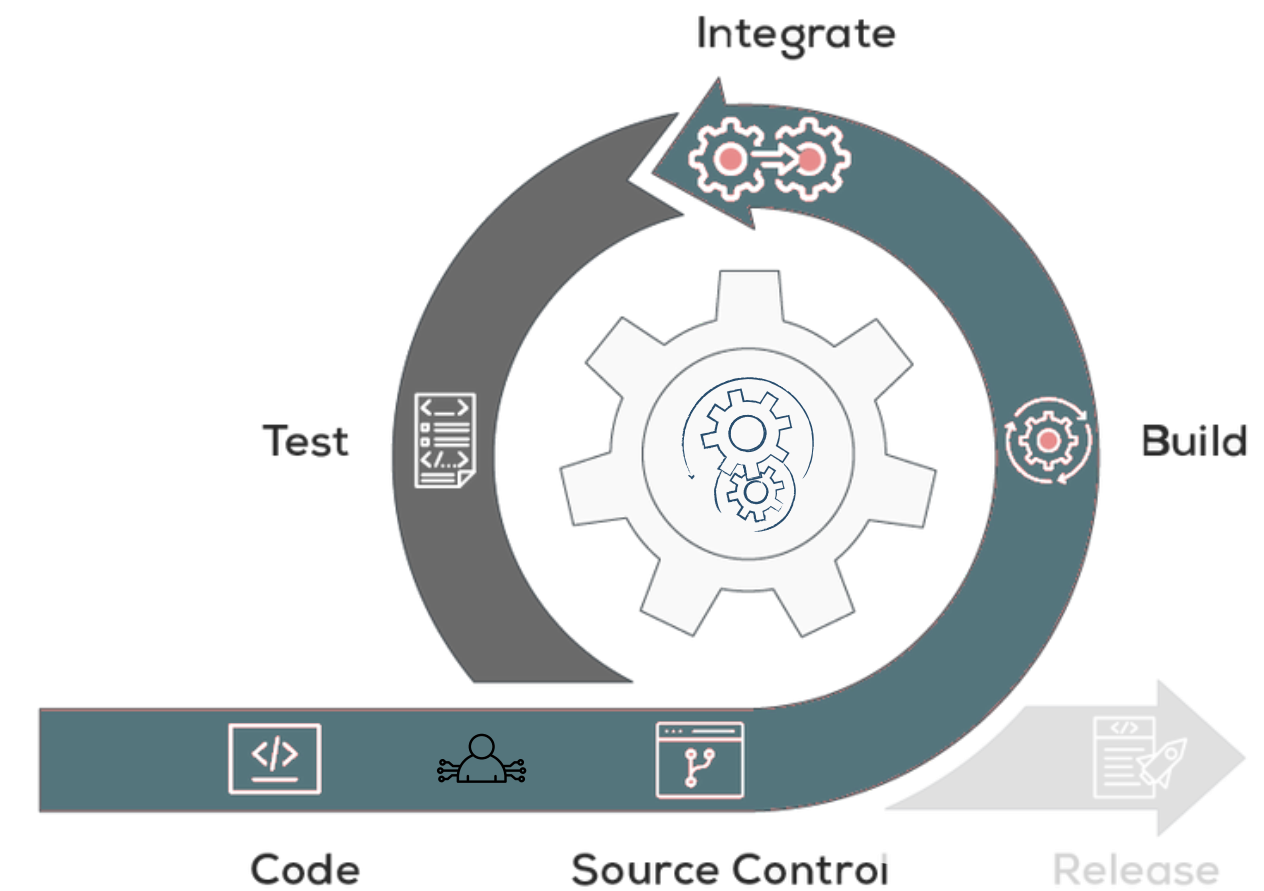 Integrate
Test
Build
Code
Source Control
Release